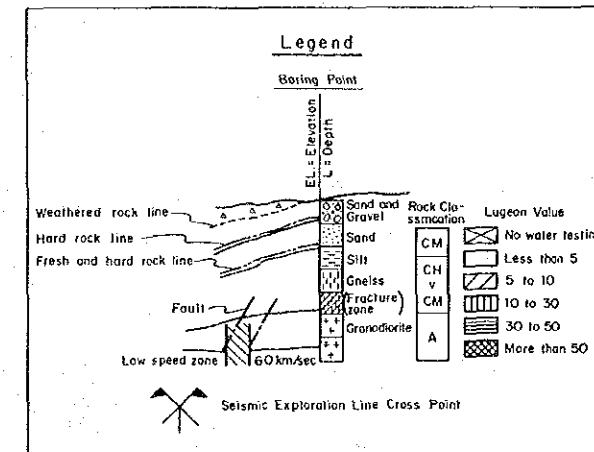 Legend
Boring Point
EL = Elevation
L = Depth
Weathered rock line
Hard rock line
Fresh and hard rock line
Fault
Low speed zone
60 km/sec
Sand and
Gravel
Sand
Silt
Gneiss
(Fracture
zone)
Granodiorite
Rock Cla-
ssmcation
CM
CH
v
CM
A
Lugeon Value
No water testing
Less than 5
5 to 10
10 to 30
30 to 50
More than 50
Seismic Exploration Line Cross Point